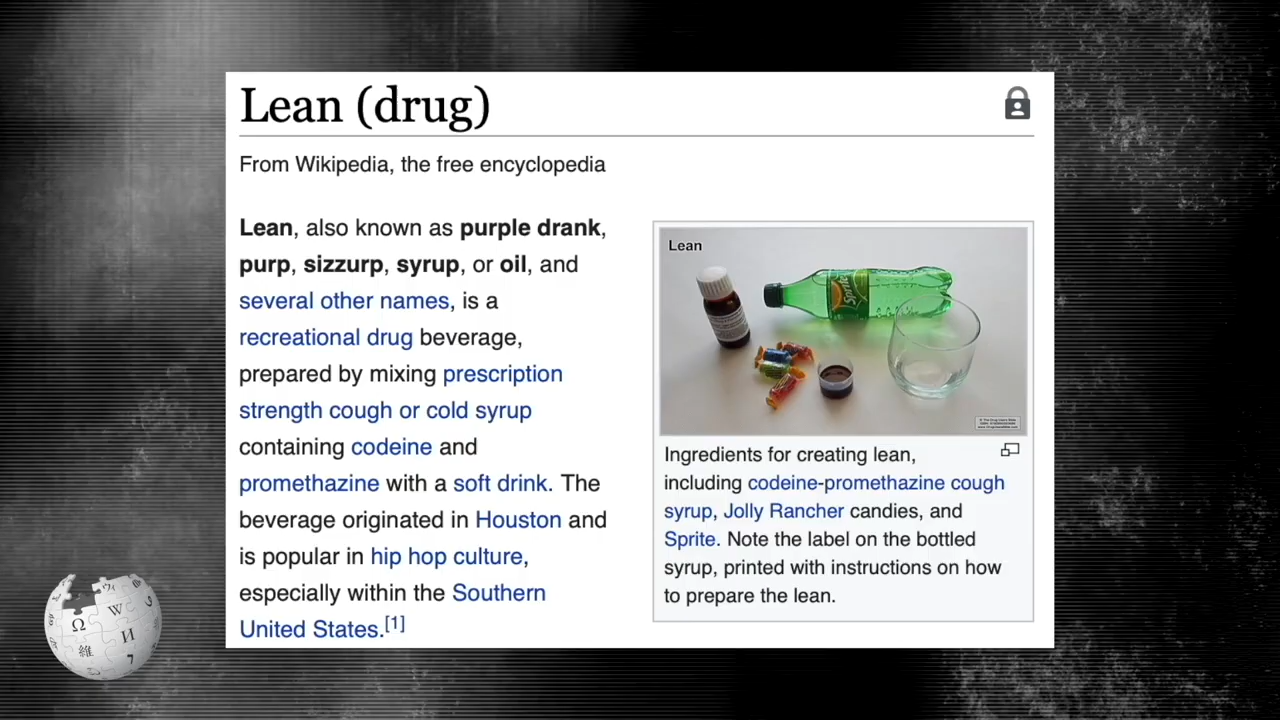 Lean (drug)
From Wikipedia, the free encyclopedia
Lean, also known as purple drank,
purp, sizzurp, syrup, or oil, and
several other names, is a
recreational drug beverage,
prepared by mixing prescription
strength cough or cold syrup
containing codeine and
promethazine with a soft drink. The
beverage originated in Houston and
is popular in hip hop culture,
especially within the Southern
United States.[1]
Lean
Sprite
Ingredients for creating lean,
including codeine-promethazine cough
syrup, Jolly Rancher candies, and
Sprite. Note the label on the bottled
syrup, printed with instructions on how
to prepare the lean.
Ω
W
И
維